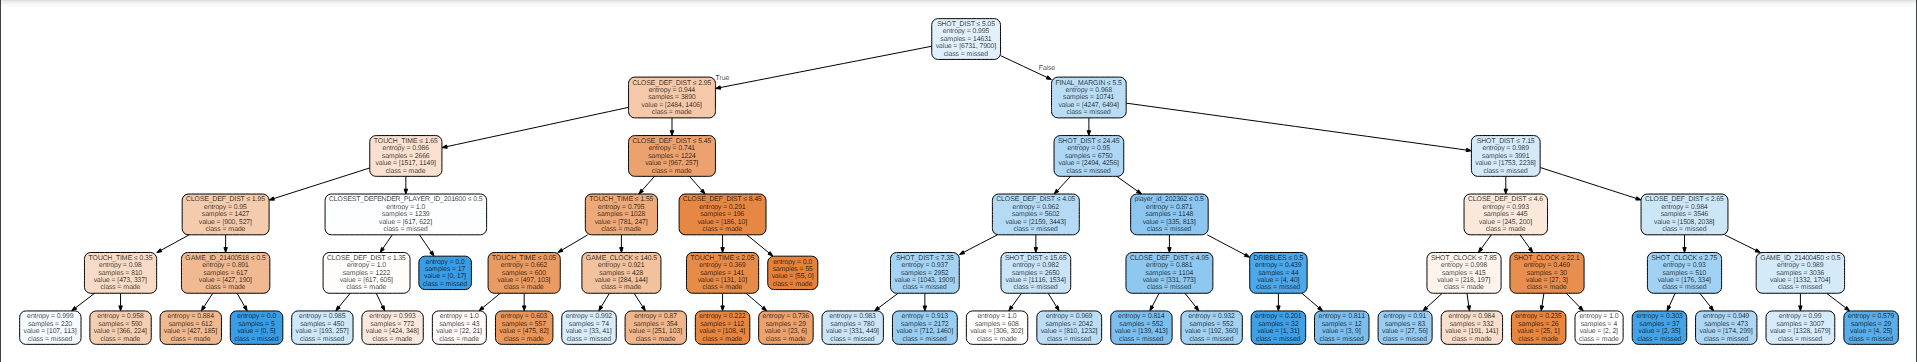 SHOT_DIST ≤ 5.05
entropy = 0.995
samples = 14631
value = [6731, 7900]
class = missed
True
False
CLOSE_DEF_DIST ≤ 2.95
entropy = 0.944
samples = 3890
value = [2484, 1406]
class = made
FINAL_MARGIN ≤ 5.5
entropy = 0.968
samples = 10741
value = [4247, 6494]
class = missed
TOUCH_TIME ≤ 1.65
entropy = 0.986
samples = 2666
value = [1517, 1149]
class = made
CLOSE_DEF_DIST ≤ 5.45
entropy = 0.741
samples = 1224
value = [967, 257]
class = made
SHOT_DIST ≤ 24.45
entropy = 0.95
samples = 6750
value = [2494, 4256]
class = missed
SHOT_DIST ≤ 7.15
entropy = 0.989
samples = 3991
value = [1753, 2238]
class = missed
CLOSE_DEF_DIST ≤ 1.95
entropy = 0.95
samples = 1427
value = [900, 527]
class = made
CLOSEST_DEFENDER_PLAYER_ID_201600 ≤ 0.5
entropy = 1.0
samples = 1239
value = [617, 622]
class = missed
TOUCH_TIME ≤ 1.55
entropy = 0.795
samples = 1028
value = [781, 247]
class = made
CLOSE_DEF_DIST ≤ 8.45
entropy = 0.291
samples = 196
value = [186, 10]
class = made
CLOSE_DEF_DIST ≤ 4.05
entropy = 0.962
samples = 5602
value = [2159, 3443]
class = missed
player_id_202362 ≤ 0.5
entropy = 0.871
samples = 1148
value = [335, 813]
class = missed
CLOSE_DEF_DIST ≤ 4.6
entropy = 0.993
samples = 445
value = [245, 200]
class = made
CLOSE_DEF_DIST ≤ 2.65
entropy = 0.984
samples = 3546
value = [1508, 2038]
class = missed
TOUCH_TIME ≤ 0.35
entropy = 0.98
samples = 810
value = [473, 337]
class = made
GAME_ID_21400518 ≤ 0.5
entropy = 0.891
samples = 617
value = [427, 190]
class = made
CLOSE_DEF_DIST ≤ 1.35
entropy = 1.0
samples = 1222
value = [617, 605]
class = made
entropy = 0.0
samples = 17
value = [0, 17]
class = missed
TOUCH_TIME ≤ 0.05
entropy = 0.662
samples = 600
value = [497, 103]
class = made
GAME_CLOCK ≤ 140.5
entropy = 0.921
samples = 428
value = [284, 144]
class = made
TOUCH_TIME ≤ 2.05
entropy = 0.369
samples = 141
value = [131, 10]
class = made
entropy = 0.0
samples = 55
value = [55, 0]
class = made
SHOT_DIST ≤ 7.35
entropy = 0.937
samples = 2952
value = [1043, 1909]
class = missed
SHOT_DIST ≤ 15.65
entropy = 0.982
samples = 2650
value = [1116, 1534]
class = missed
CLOSE_DEF_DIST ≤ 4.95
entropy = 0.881
samples = 1104
value = [331, 773]
class = missed
DRIBBLES ≤ 0.5
entropy = 0.439
samples = 44
value = [4, 40]
class = missed
SHOT_CLOCK ≤ 7.85
entropy = 0.998
samples = 415
value = [218, 197]
class = made
SHOT_CLOCK ≤ 22.1
entropy = 0.469
samples = 30
value = [27, 3]
class = made
SHOT_CLOCK ≤ 2.75
entropy = 0.93
samples = 510
value = [176, 334]
class = missed
GAME_ID_21400450 ≤ 0.5
entropy = 0.989
samples = 3036
value = [1332, 1704]
class = missed
entropy = 0.999
samples = 220
value = [107, 113]
class = missed
entropy = 0.958
samples = 590
value = [366, 224]
class = made
entropy = 0.884
samples = 612
value = [427, 185]
class = made
entropy = 0.0
samples = 5
value = [0, 5]
class = missed
entropy = 0.985
samples = 450
value = [193, 257]
class = missed
entropy = 0.993
samples = 772
value = [424, 348]
class = made
entropy = 1.0
samples = 43
value = [22, 21]
class = made
entropy = 0.603
samples = 557
value = [475, 82]
class = made
entropy = 0.992
samples = 74
value = [33, 41]
class = missed
entropy = 0.87
samples = 354
value = [251, 103]
class = made
entropy = 0.222
samples = 112
value = [108, 4]
class = made
entropy = 0.736
samples = 29
value = [23, 6]
class = made
entropy = 0.983
samples = 780
value = [331, 449]
class = missed
entropy = 0.913
samples = 2172
value = [712, 1460]
class = missed
entropy = 1.0
samples = 608
value = [306, 302]
class = made
entropy = 0.969
samples = 2042
value = [810, 1232]
class = missed
entropy = 0.814
samples = 552
value = [139, 413]
class = missed
entropy = 0.932
samples = 552
value = [192, 360]
class = missed
entropy = 0.201
samples = 32
value = [1, 31]
class = missed
entropy = 0.811
samples = 12
value = [3, 9]
class = missed
entropy = 0.91
samples = 83
value = [27, 56]
class = missed
entropy = 0.984
samples = 332
value = [191, 141]
class = made
entropy = 0.235
samples = 26
value = [25, 1]
class = made
entropy = 1.0
samples = 4
value = [2, 2]
class = made
entropy = 0.303
samples = 37
value = [2, 35]
class = missed
entropy = 0.949
samples = 473
value = [174, 299]
class = missed
entropy = 0.99
samples = 3007
value = [1328, 1679]
class = missed
entropy = 0.579
samples = 29
value = [4, 25]
class = missed